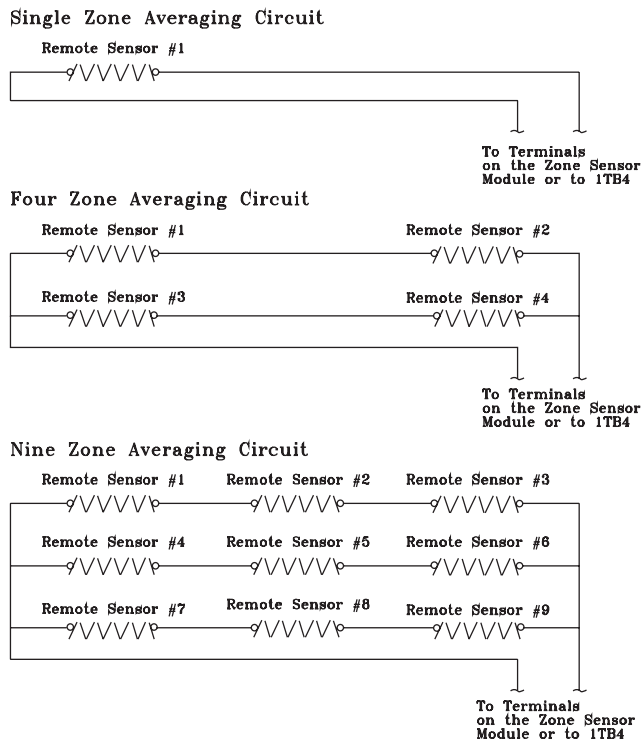 Single Zone Averaging Circuit
Remote Sensor #1
To Terminals
on the Zone Sensor
Module or to 1TB4
Four Zone Averaging Circuit
Remote Sensor #1 Remote Sensor #2
Remote Sensor #3 Remote Sensor #4
To Terminals
on the Zone Sensor
Module or to 1TB4
Nine Zone Averaging Circuit
Remote Sensor #1 Remote Sensor #2 Remote Sensor #3
Remote Sensor #4 Remote Sensor #5 Remote Sensor #6
Remote Sensor #7 Remote Sensor #8 Remote Sensor #9
To Terminals
on the Zone Sensor
Module or to 1TB4